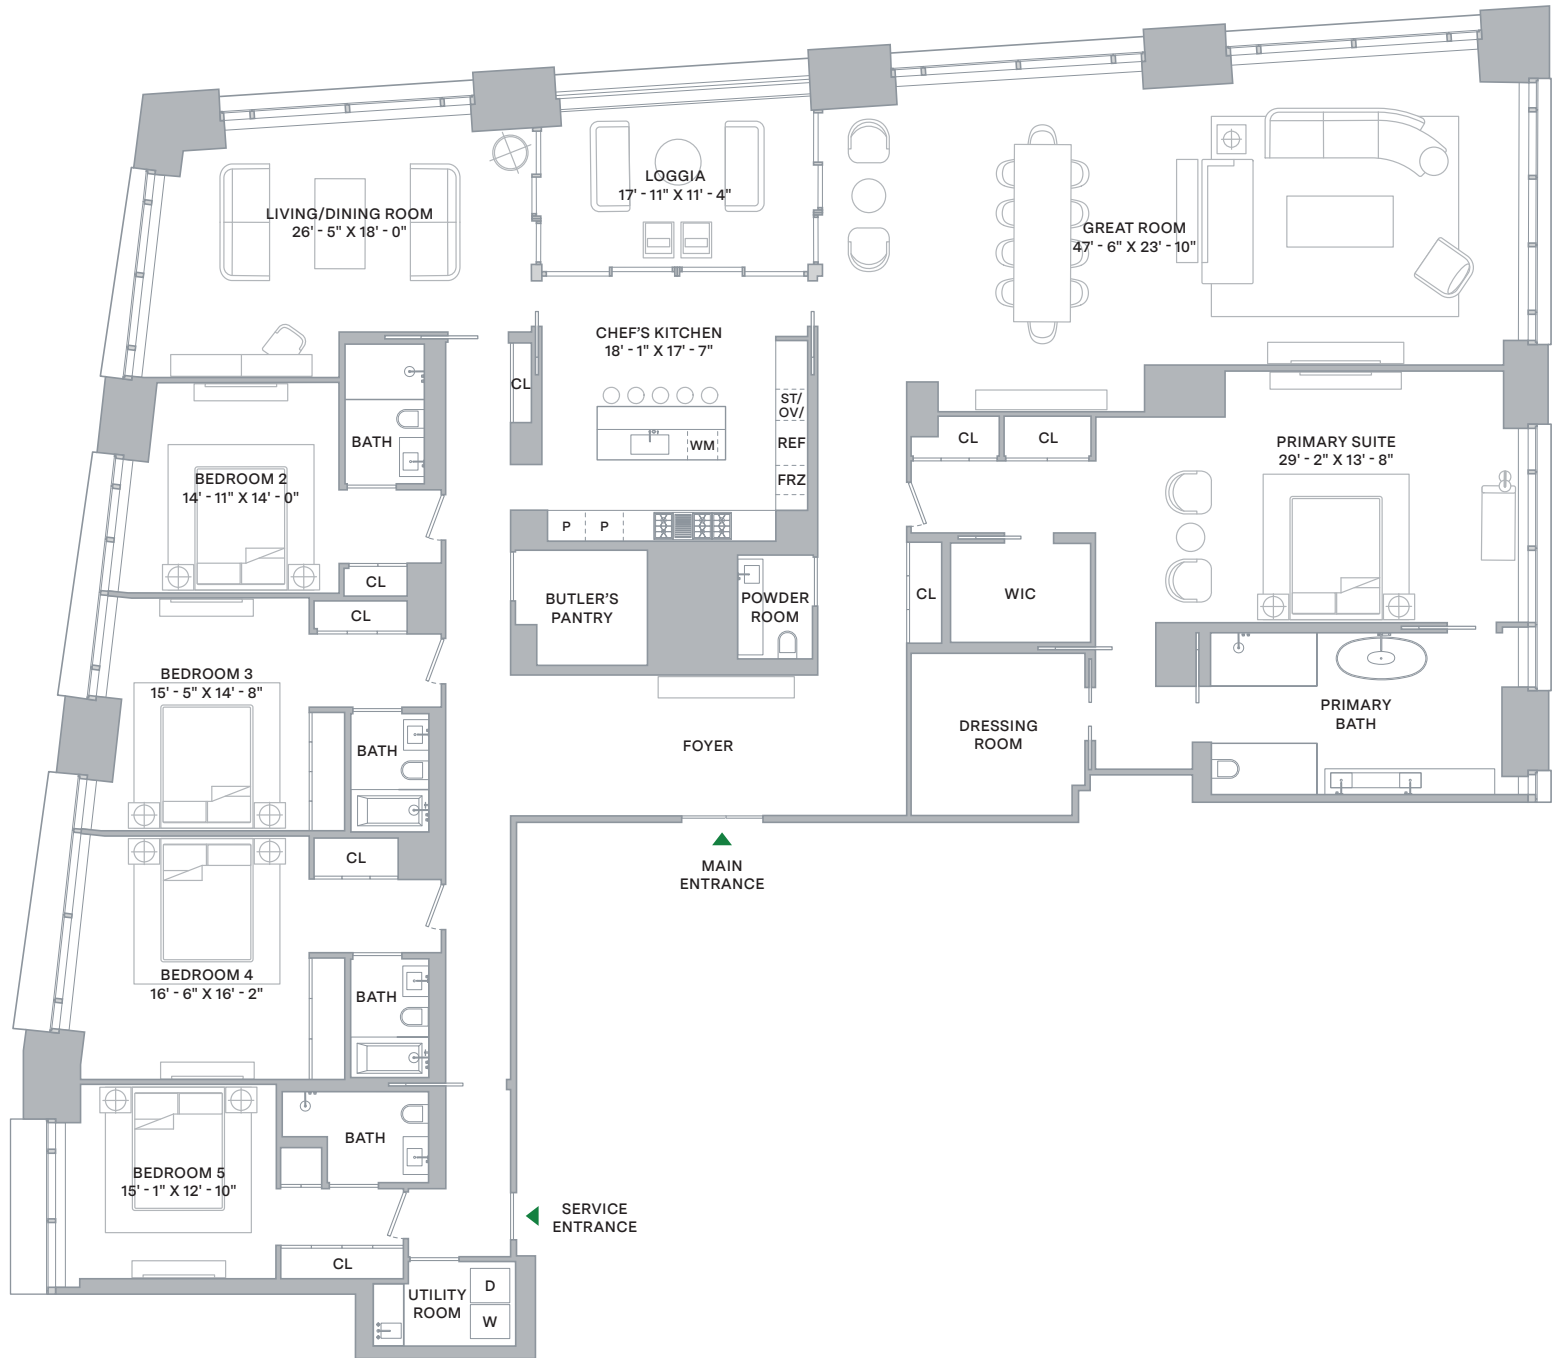 LOGGIA
17' - 11" X 11' - 4"
LIVING/DINING ROOM
26' - 5" X 18' - 0"
GREAT ROOM
47' - 6" X 23' - 10"
CHEF'S KITCHEN
18' - 1" X 17' - 7"
CL
ST/
OV/
REF
FRZ
WM
BATH
CL
CL
PRIMARY SUITE
29' - 2" X 13' - 8"
BEDROOM 2
14' - 11" X 14' - 0"
P
P
CL
CL
BUTLER'S
PANTRY
POWDER
ROOM
CL
WIC
BEDROOM 3
15' - 5" X 14' - 8"
BATH
FOYER
DRESSING
ROOM
PRIMARY
BATH
CL
MAIN
ENTRANCE
BEDROOM 4
16' - 6" X 16' - 2"
BATH
BATH
BEDROOM 5
15' - 1" X 12' - 10"
SERVICE
ENTRANCE
CL
UTILITY
ROOM
D
W